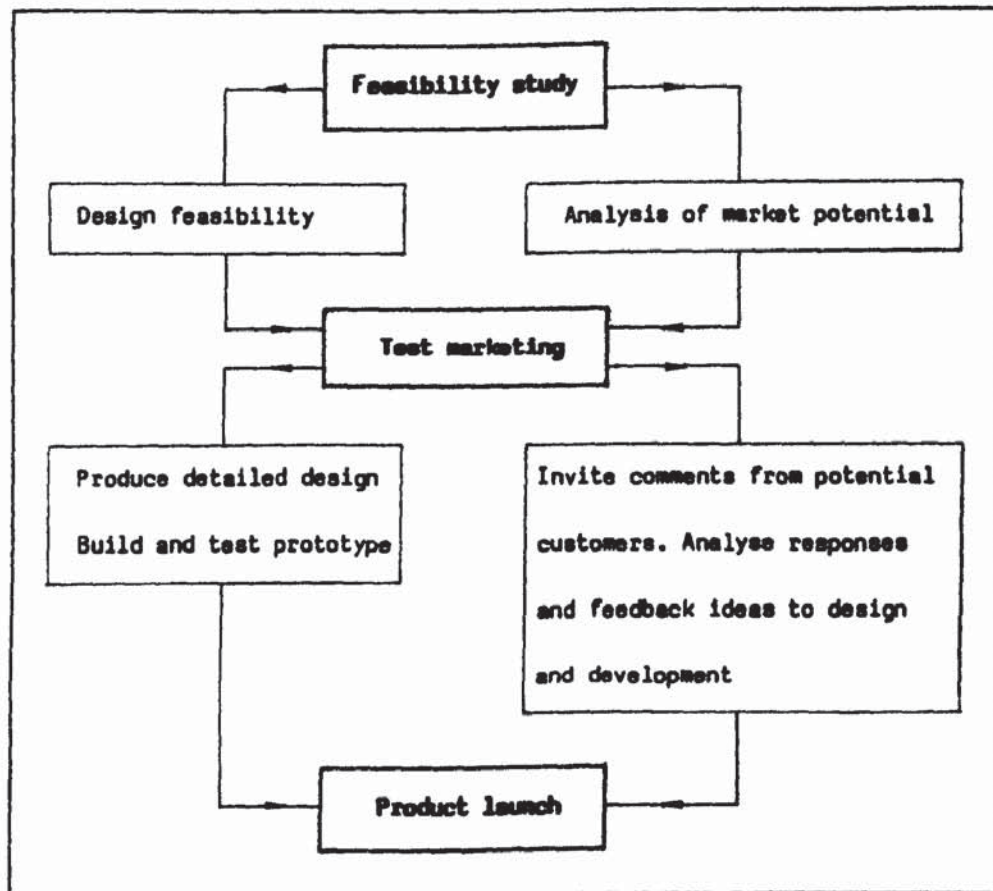 Feasibility study
Design feasibility
Analysis of market potential
Test marketing
Produce detailed design
Build and test prototype
Invite comments from potential
customers. Analyse responses
and feedback ideas to design
and development
Product launch